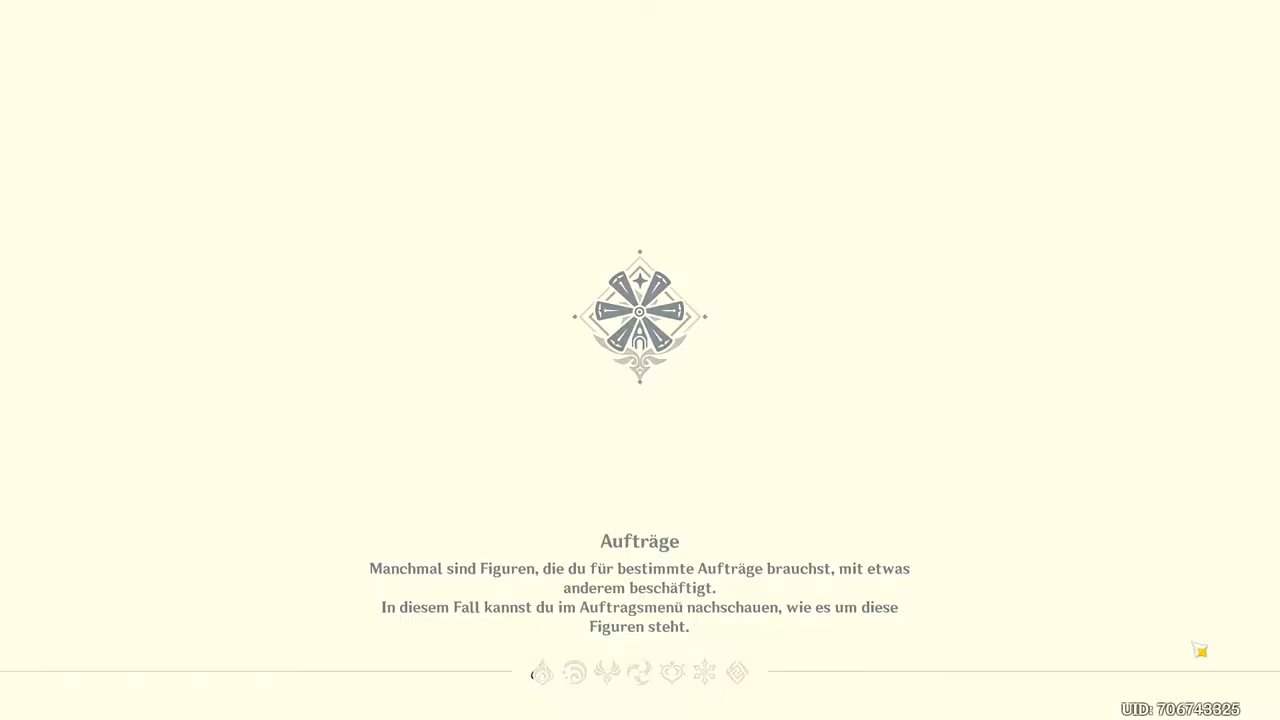 Aufträge
Manchmal sind Figuren, die du für bestimmte Aufträge brauchst, mit etwas
anderem beschäftigt.
In diesem Fall kannst du im Auftragsmenü nachschauen, wie es um diese
Figuren steht.
UID: 706743325